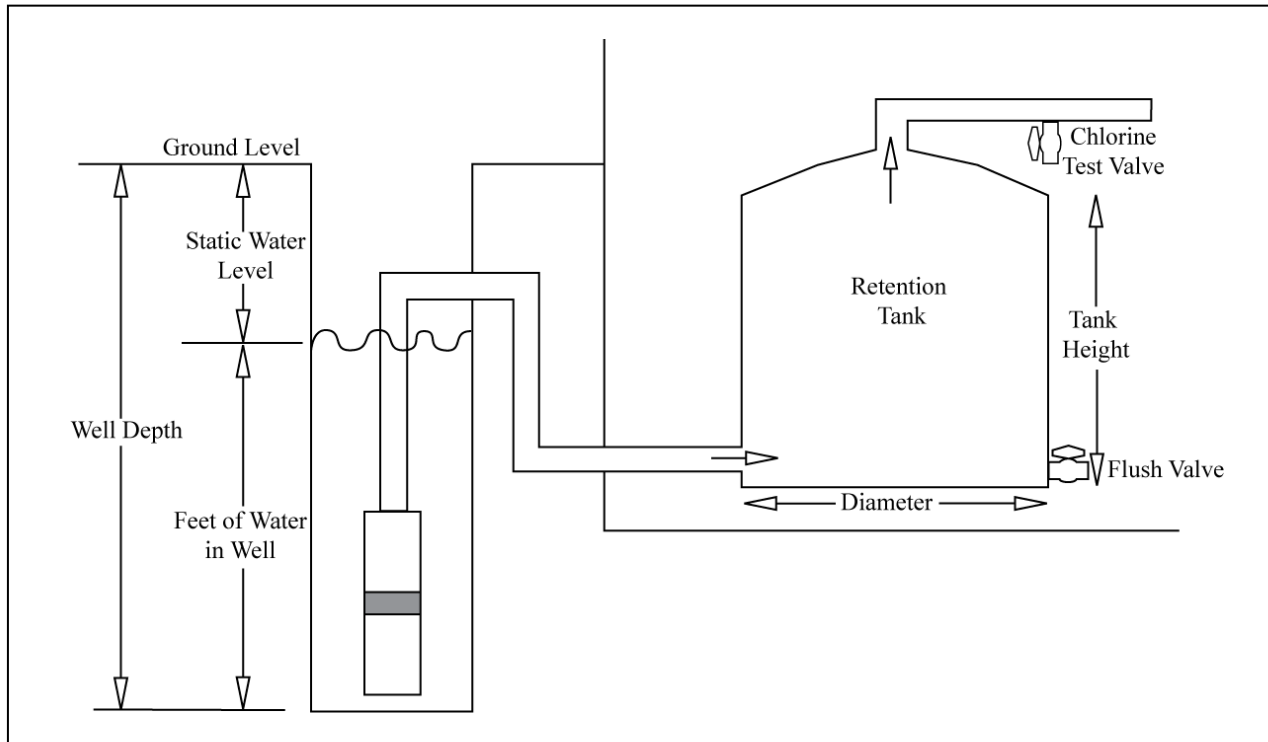 Ground Level
Static Water
Level
Well Depth
Feet of Water
in Well
Retention
Tank
Chlorine
Test Valve
Tank
Height
Flush Valve
Diameter